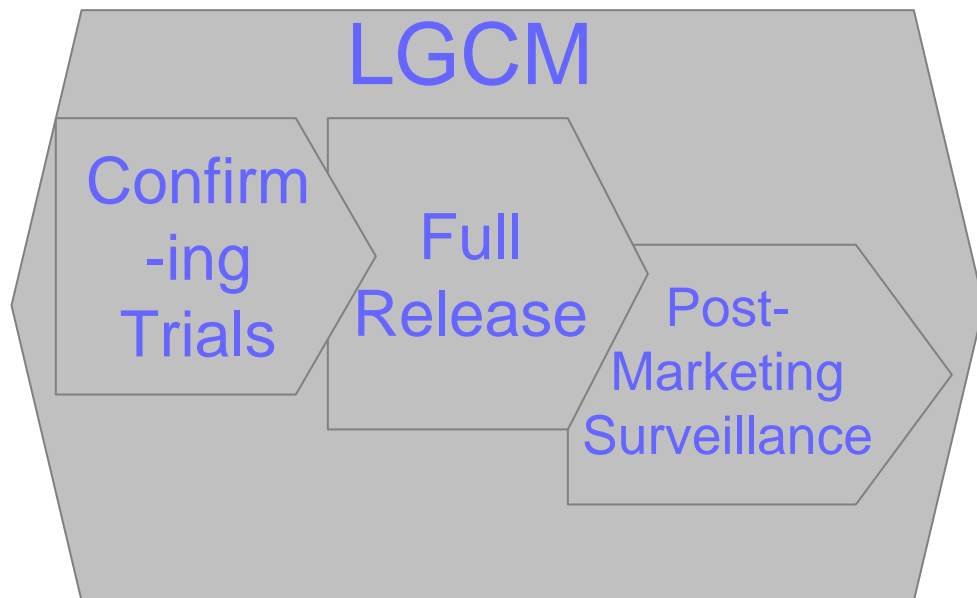 LGCM
Confirm
-ing
Trials
Full
Release
Post-
Marketing
Surveillance